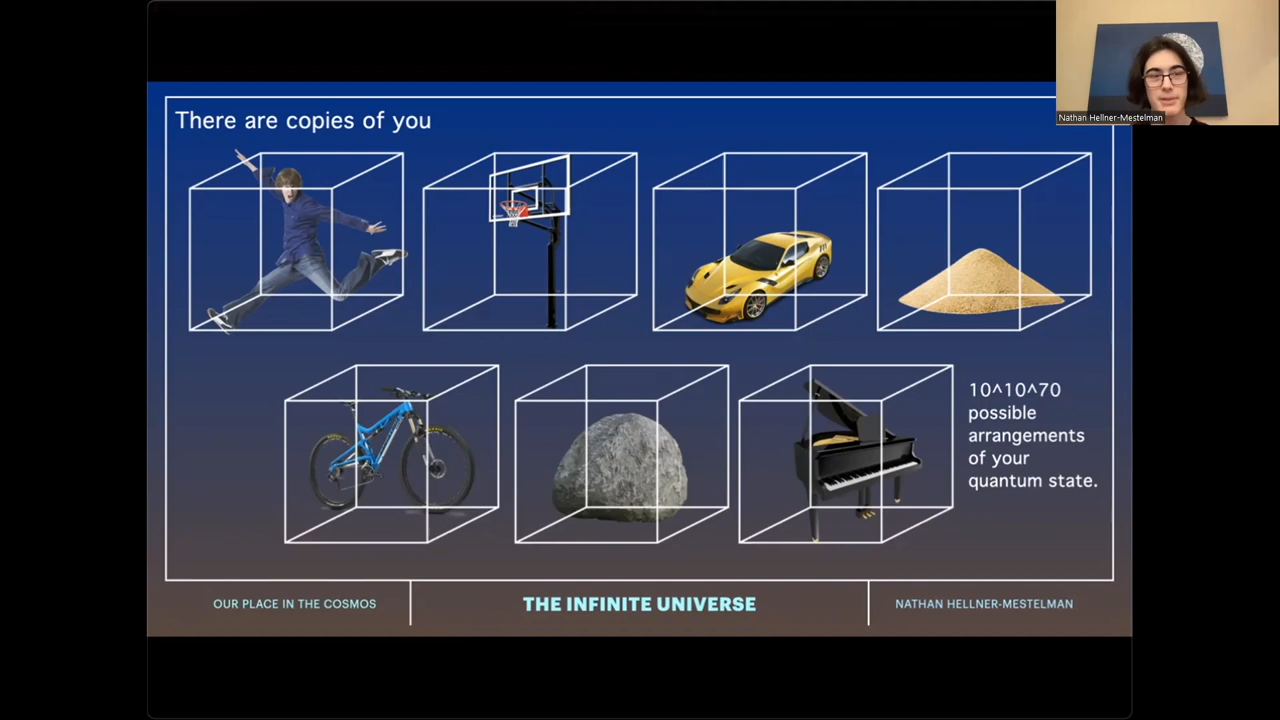 There are copies of you
10^10^70
possible
arrangements
of your
quantum state.
OUR PLACE IN THE COSMOS
THE INFINITE UNIVERSE
NATHAN HELLNER-MESTELMAN
Nathan Hellner-Mestelman